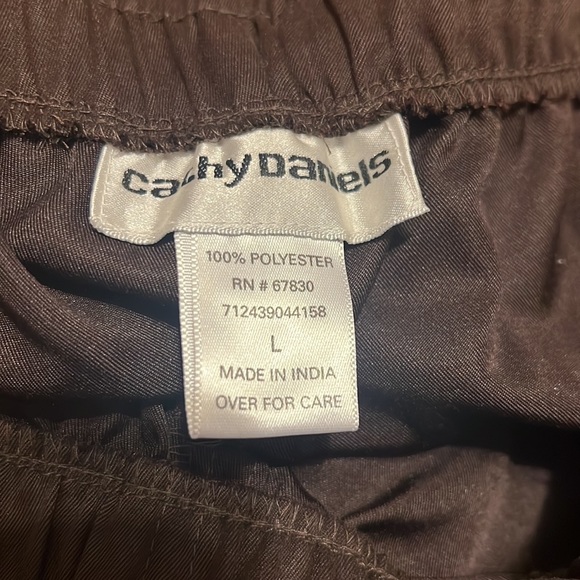 cathy Daniels
100% POLYESTER
RN # 67830
712439044158
L
MADE IN INDIA
OVER FOR CARE